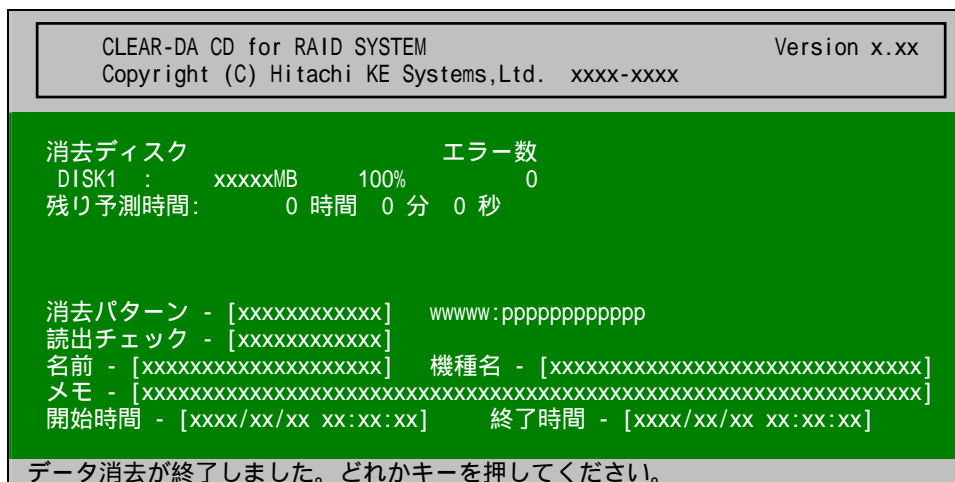 CLEAR-DA CD for RAID SYSTEM Version x.xx
Copyright (C) Hitachi KE Systems,Ltd. xxxx-xxxx
消去ディスク エラー数
DISK1 : xxxxxMB 100% 0
残り予測時間: 0 時間 0 分 0 秒
消去パターン - [xxxxxxxxxxxx] wwwww:pppppppppppp
読出チェック - [xxxxxxxxxxxx]
名前 - [xxxxxxxxxxxxxxxxxxxx] 機種名 - [xxxxxxxxxxxxxxxxxxxxxxxxxxxxxxx]
メモ - [xxxxxxxxxxxxxxxxxxxxxxxxxxxxxxxxxxxxxxxxxxxxxxxxxxxxxxxxxxxxxxxxx]
開始時間 - [xxxx/xx/xx xx:xx:xx] 終了時間 - [xxxx/xx/xx xx:xx:xx]
データ消去が終了しました。どれかキーを押してください。